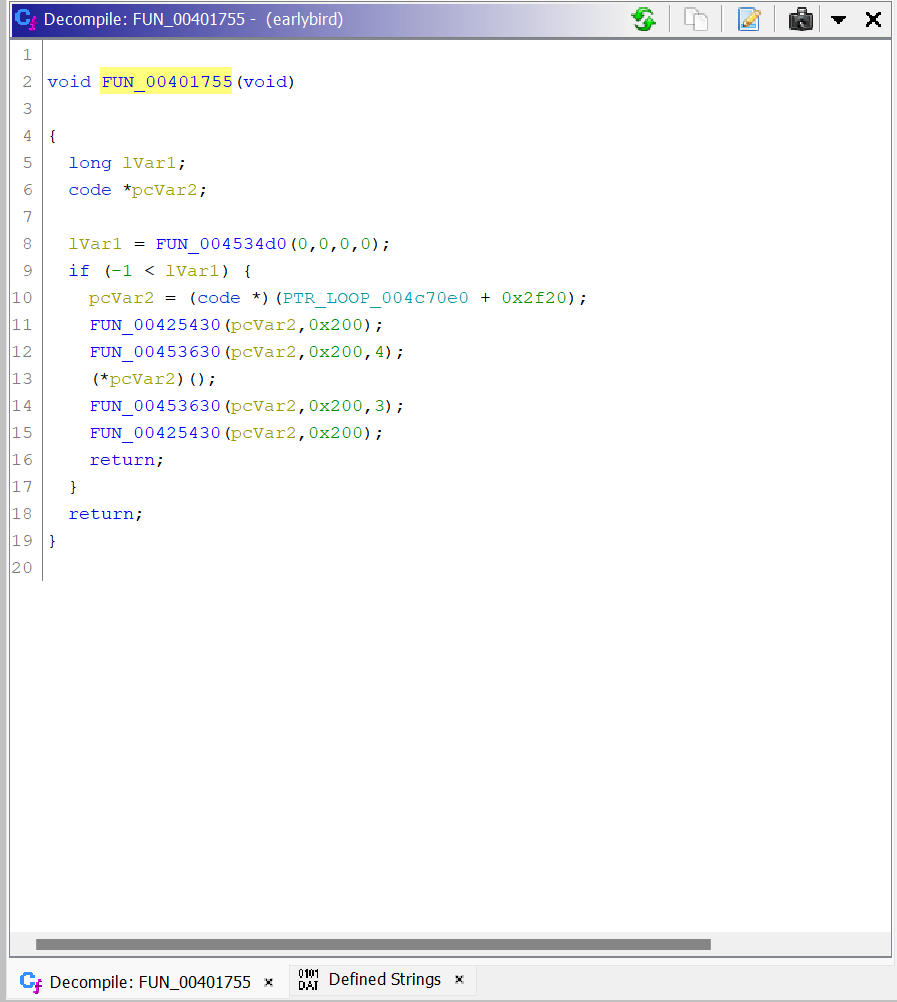 Decompile: FUN_00401755 - (earlybird)
1
2 void FUN_00401755(void)
3
4 {
5   long lVar1;
6   code *pcVar2;
7
8   lVar1 = FUN_004534d0(0,0,0,0);
9   if (-1 < lVar1) {
10     pcVar2 = (code *)(PTR_LOOP_004c70e0 + 0x2f20);
11     FUN_00425430(pcVar2,0x200);
12     FUN_00453630(pcVar2,0x200,4);
13     (*pcVar2)();
14     FUN_00453630(pcVar2,0x200,3);
15     FUN_00425430(pcVar2,0x200);
16     return;
17   }
18   return;
19 }
20
Decompile: FUN_00401755 × 0101 DAT Defined Strings ×